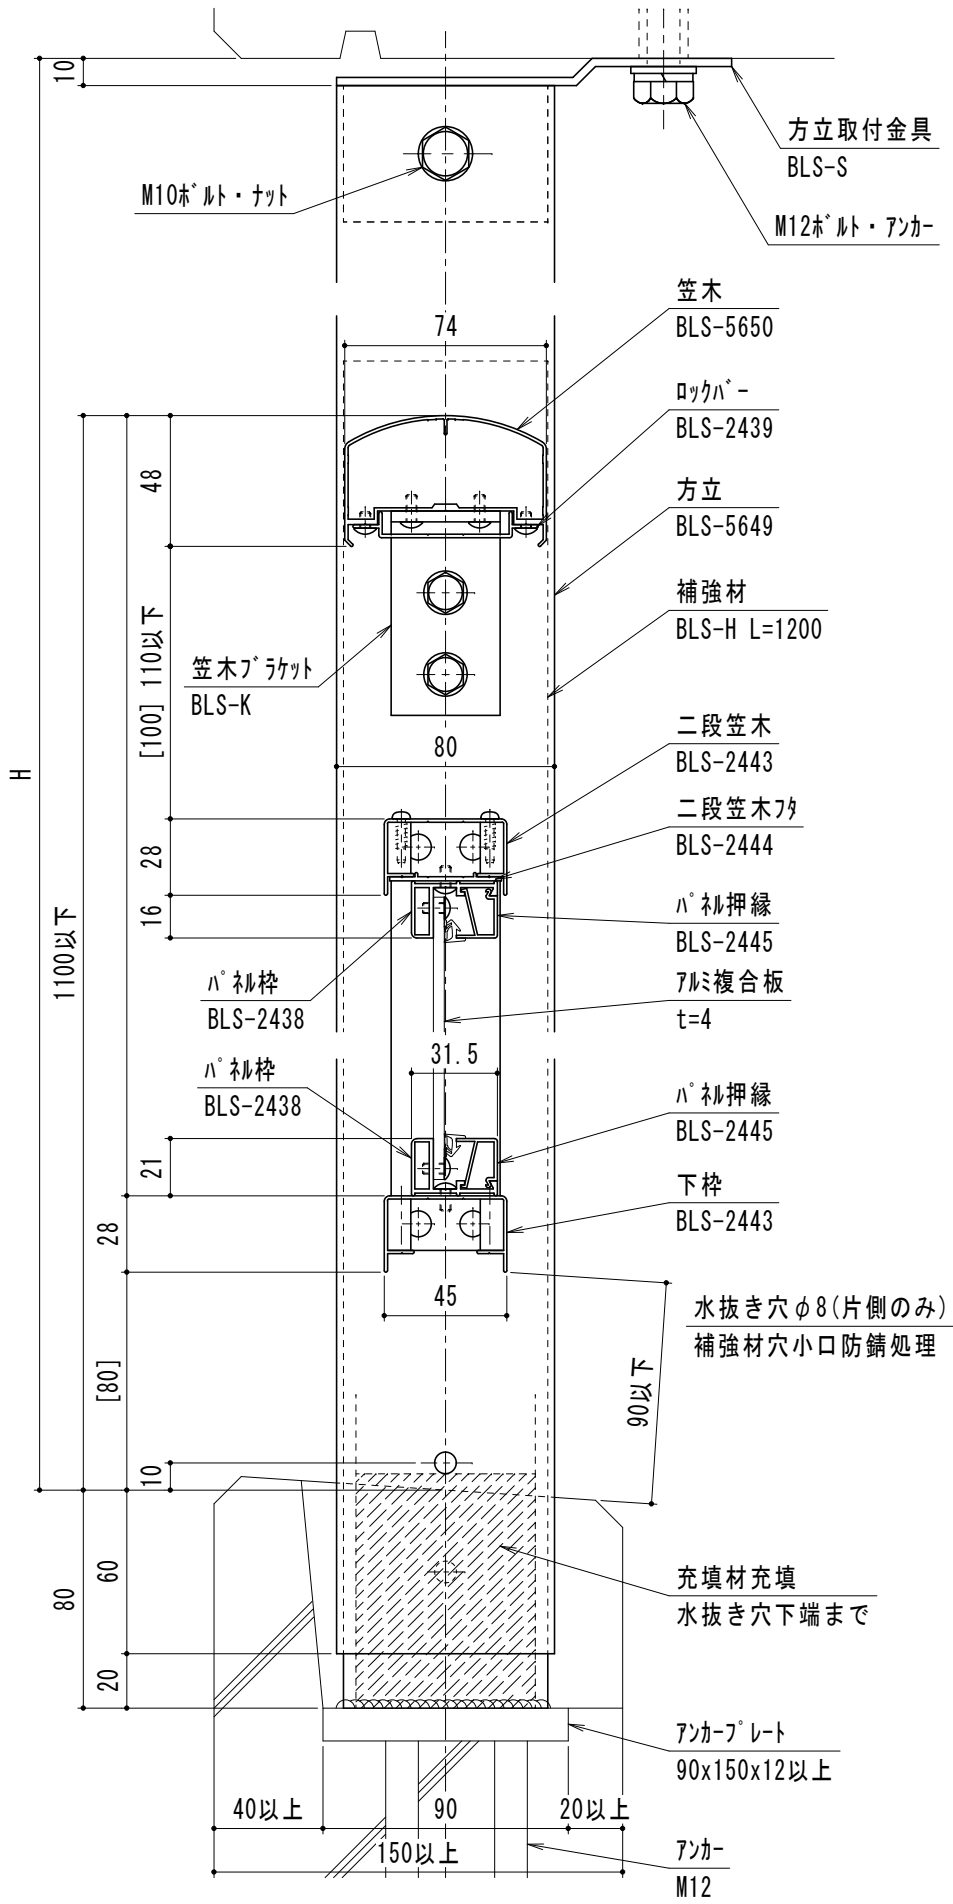 10
方立取付金具
BLS-S
M10ボルト・ナット
M12ボルト・アンカー
笠木
BLS-5650
74
ロックバー
BLS-2439
48
方立
BLS-5649
補強材
BLS-H L=1200
[100] 110以下
笠木ブラケット
BLS-K
80
二段笠木
BLS-2443
H
二段笠木フタ
BLS-2444
28
16
パネル押縁
BLS-2445
1100以下
パネル枠
BLS-2438
アルミ複合板
t=4
31.5
パネル枠
BLS-2438
パネル押縁
BLS-2445
21
下枠
BLS-2443
28
45
水抜き穴φ8(片側のみ)
補強材穴小口防錆処理
[80]
90以下
10
充填材充填
水抜き穴下端まで
60
80
20
アンカープレート
90x150x12以上
40以上
90
20以上
150以上
アンカー
M12